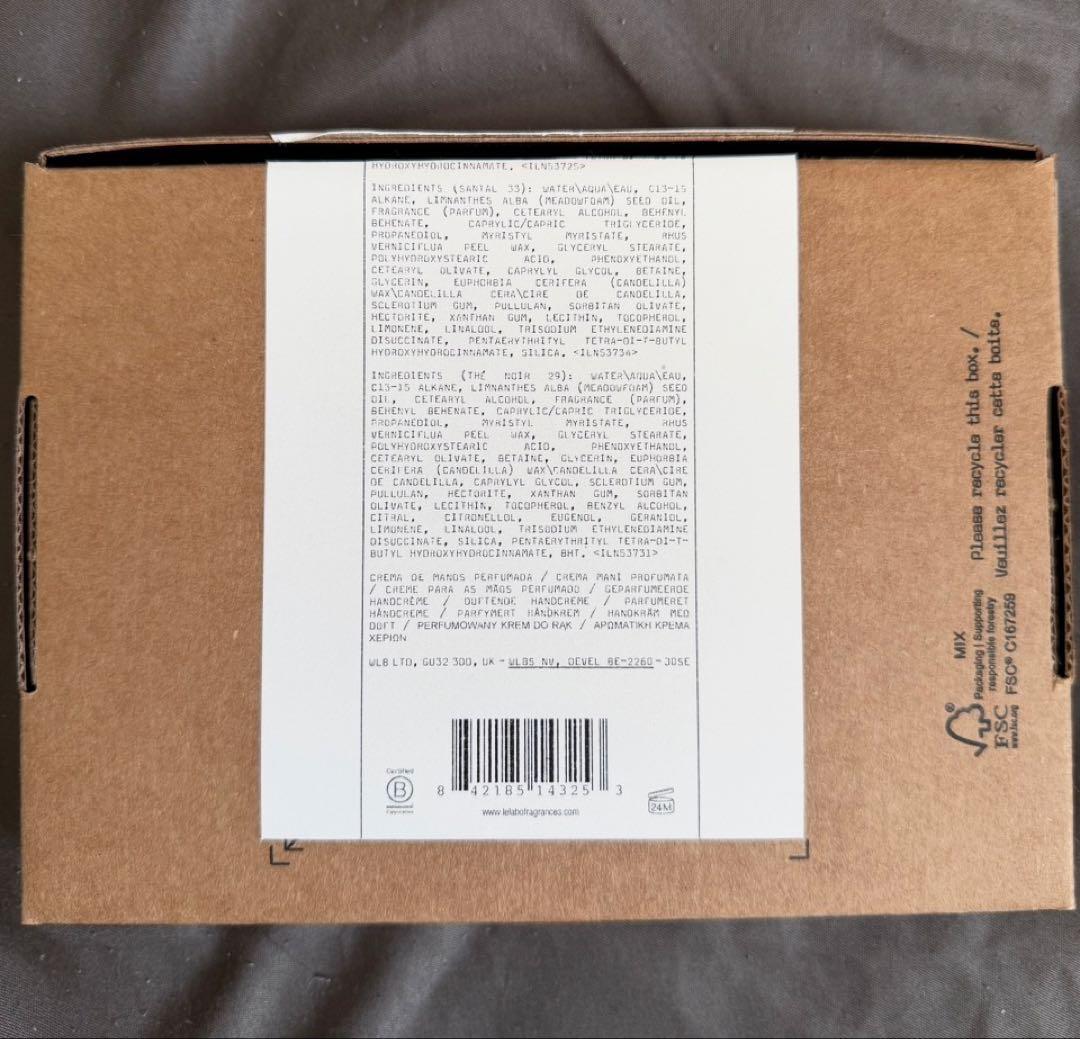 HYDROXYHYDROCINNAMATE. <ILN53725>
INGREDIENTS (SANTAL 33): WATER\AQUA\EAU, C13-15
ALKANE, LIMNANTHES ALBA (MEADOWFOAM) SEED OIL,
FRAGRANCE (PARFUM), CETEARYL ALCOHOL, BEHENYL
BEHENATE, CAPRYLIC/CAPRIC TRIGLYCERIDE,
PROPANEDIOL, MYRISTYL MYRISTATE, RHUS
VERNICIFLUA PEEL WAX, GLYCERYL STEARATE,
POLYHYDROXYSTEARIC ACID, PHENOXYETHANOL,
CETEARYL OLIVATE, CAPRYLYL GLYCOL, BETAINE,
GLYCERIN, EUPHORBIA CERIFERA (CANDELILLA)
WAX\CANDELILLA CERA\CIRE DE CANDELILLA,
SCLEROTIUM GUM, PULLULAN, SORBITAN OLIVATE,
HECTORITE, XANTHAN GUM, LECITHIN, TOCOPHEROL,
LIMONENE, LINALOOL, TRISODIUM ETHYLENEDIAMINE
DISUCCINATE, PENTAERYTHRITYL TETRA-DI-T-BUTYL
HYDROXYHYDROCINNAMATE, SILICA. <ILN53734>
INGREDIENTS (THÉ NOIR 29): WATER\AQUA\EAU,
C13-15 ALKANE, LIMNANTHES ALBA (MEADOWFOAM) SEED
OIL, CETEARYL ALCOHOL, FRAGRANCE (PARFUM),
BEHENYL BEHENATE, CAPRYLIC/CAPRIC TRIGLYCERIDE,
PROPANEDIOL, MYRISTYL MYRISTATE, RHUS
VERNICIFLUA PEEL WAX, GLYCERYL STEARATE,
POLYHYDROXYSTEARIC ACID, PHENOXYETHANOL,
CETEARYL OLIVATE, BETAINE, GLYCERIN, EUPHORBIA
CERIFERA (CANDELILLA) WAX\CANDELILLA CERA\CIRE
DE CANDELILLA, CAPRYLYL GLYCOL, SCLEROTIUM GUM,
PULLULAN, HECTORITE, XANTHAN GUM, SORBITAN
OLIVATE, LECITHIN, TOCOPHEROL, BENZYL ALCOHOL,
CITRAL, CITRONELLOL, EUGENOL, GERANIOL,
LIMONENE, LINALOOL, TRISODIUM ETHYLENEDIAMINE
DISUCCINATE, SILICA, PENTAERYTHRITYL TETRA-DI-T-
BUTYL HYDROXYHYDROCINNAMATE, BHT. <ILN53731>
CREMA DE MANOS PERFUMADA / CREMA MANI PROFUMATA
/ CREME PARA AS MÃOS PERFUMADO / GEPARFUMEERDE
HANDCRÈME / DUFTENDE HANDCREME / PARFUMERET
HÅNDCREME / PARFYMERT HÅNDKREM / HANDKRÄM MED
DOFT / PERFUMOWANY KREM DO RĄK / ΑΡΩΜΑΤΙΚΗ ΚΡΕΜΑ
ΧΕΡΙΩΝ
WLB LTD, GU32 3QD, UK - WLBS NV, OEVEL BE-2260 - JOSE
Certified
B
Corporation
8 42185 14325 3
www.lelabofragrances.com
24M
Please recycle this box. /
Veuillez recycler cette boîte.
MIX
Packaging | Supporting
responsible forestry
FSC® C167259
FSC
www.fsc.org